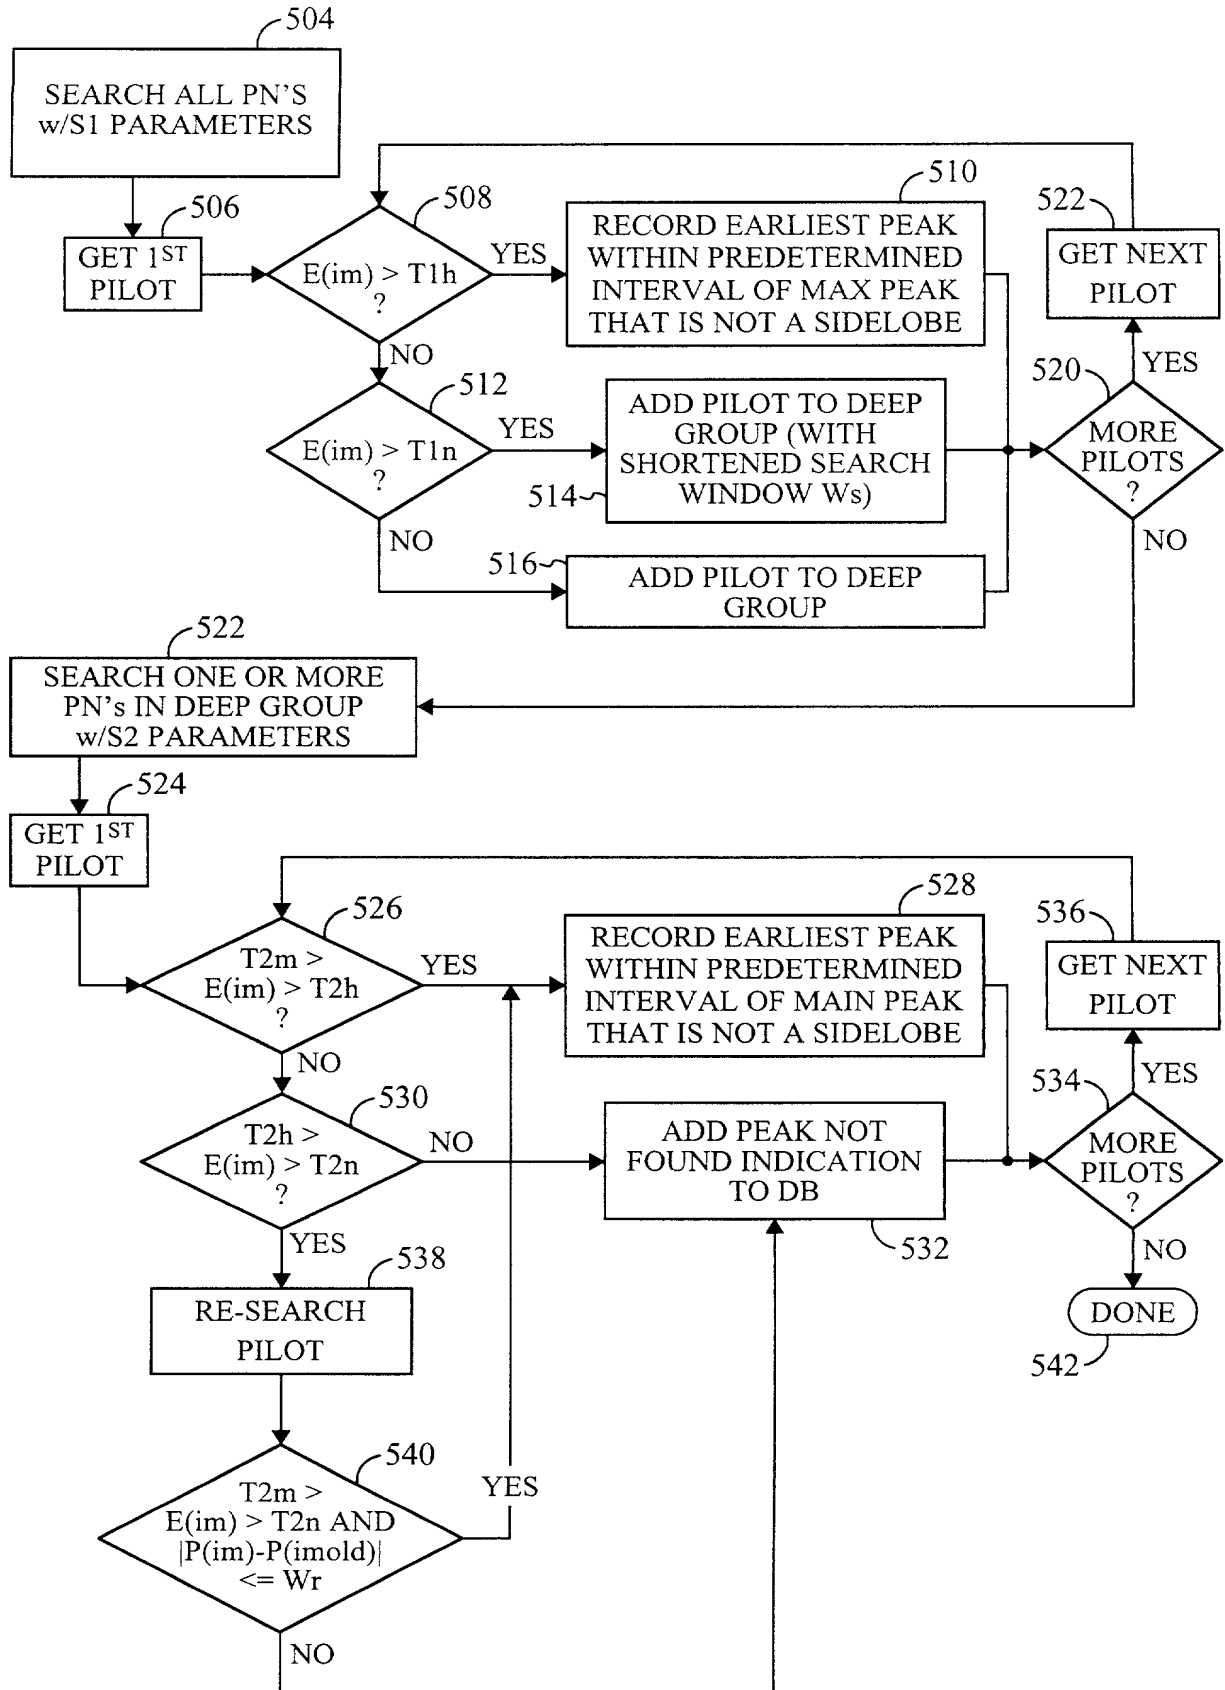 504
SEARCH ALL PN'S
w/S1 PARAMETERS
506
GET 1ST
PILOT
508
E(im) > T1h
?
YES
NO
510
RECORD EARLIEST PEAK
WITHIN PREDETERMINED
INTERVAL OF MAX PEAK
THAT IS NOT A SIDELOBE
522
GET NEXT
PILOT
512
E(im) > T1n
?
YES
NO
ADD PILOT TO DEEP
GROUP (WITH
SHORTENED SEARCH
WINDOW Ws)
514
516
ADD PILOT TO DEEP
GROUP
520
YES
MORE
PILOTS
?
NO
522
SEARCH ONE OR MORE
PN's IN DEEP GROUP
w/S2 PARAMETERS
524
GET 1ST
PILOT
526
T2m >
E(im) > T2h
?
YES
NO
528
RECORD EARLIEST PEAK
WITHIN PREDETERMINED
INTERVAL OF MAIN PEAK
THAT IS NOT A SIDELOBE
536
GET NEXT
PILOT
530
T2h >
E(im) > T2n
?
NO
YES
ADD PEAK NOT
FOUND INDICATION
TO DB
532
534
YES
MORE
PILOTS
?
NO
DONE
542
538
RE-SEARCH
PILOT
540
T2m >
E(im) > T2n AND
|P(im)-P(imold)|
<= Wr
YES
NO